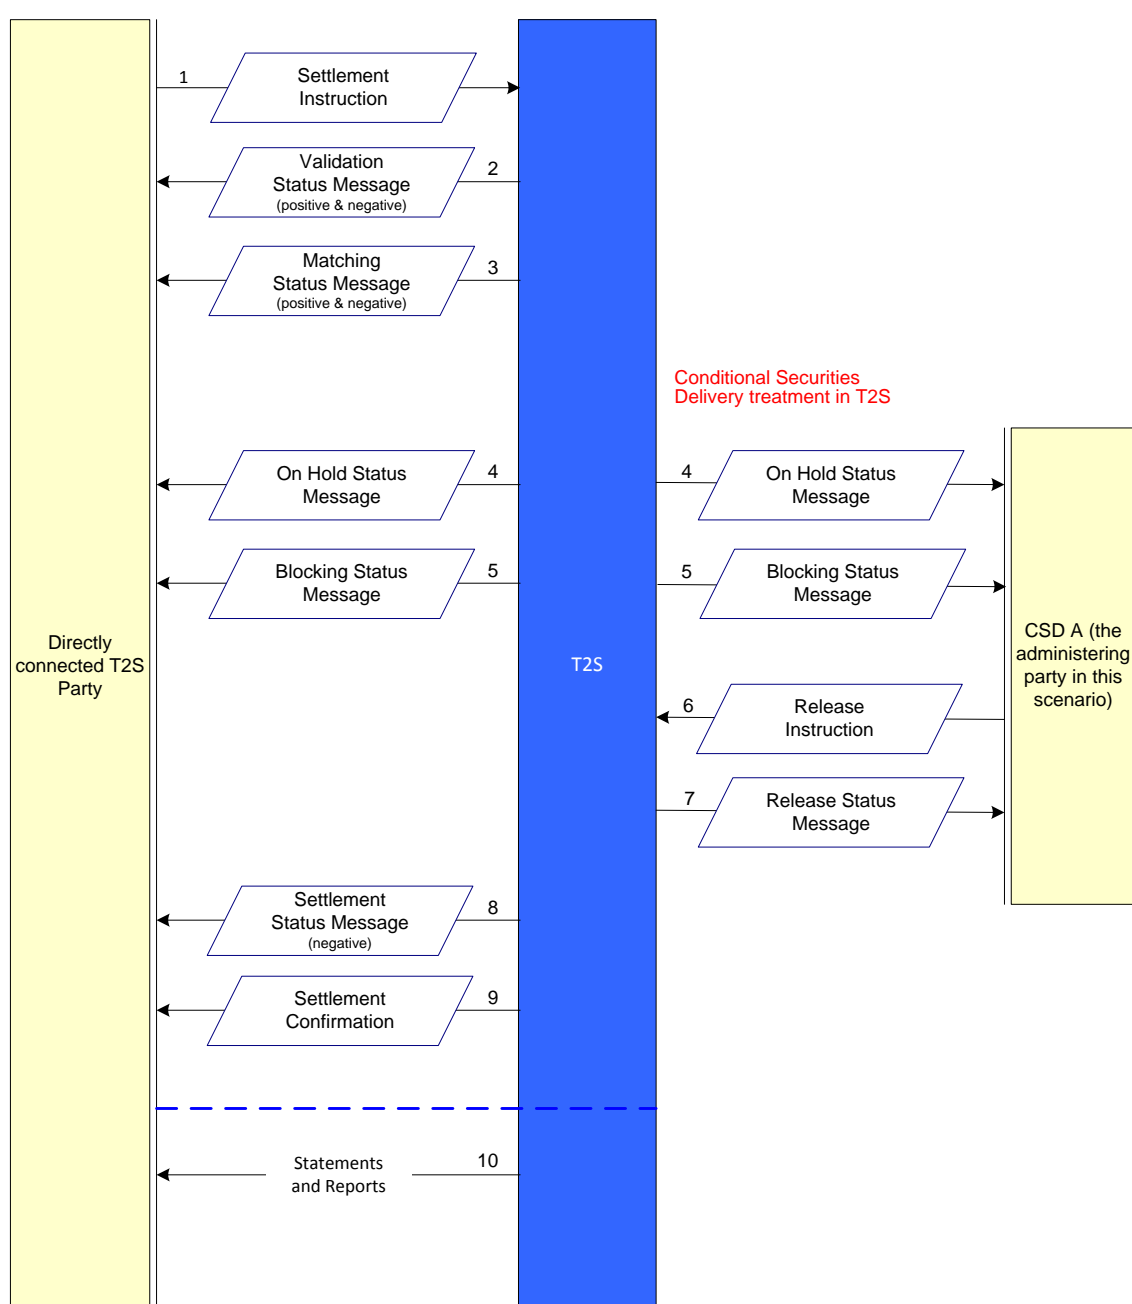 1
Settlement
Instruction
Validation
Status Message
(positive & negative)
2
Matching
Status Message
(positive & negative)
3
Conditional Securities
Delivery treatment in T2S
On Hold Status
Message
4
4
On Hold Status
Message
Blocking Status
Message
5
5
Blocking Status
Message
Directly
connected T2S
Party
T2S
CSD A (the
administering
party in this
scenario)
6
Release
Instruction
7
Release Status
Message
Settlement
Status Message
(negative)
8
Settlement
Confirmation
9
Statements
and Reports
10